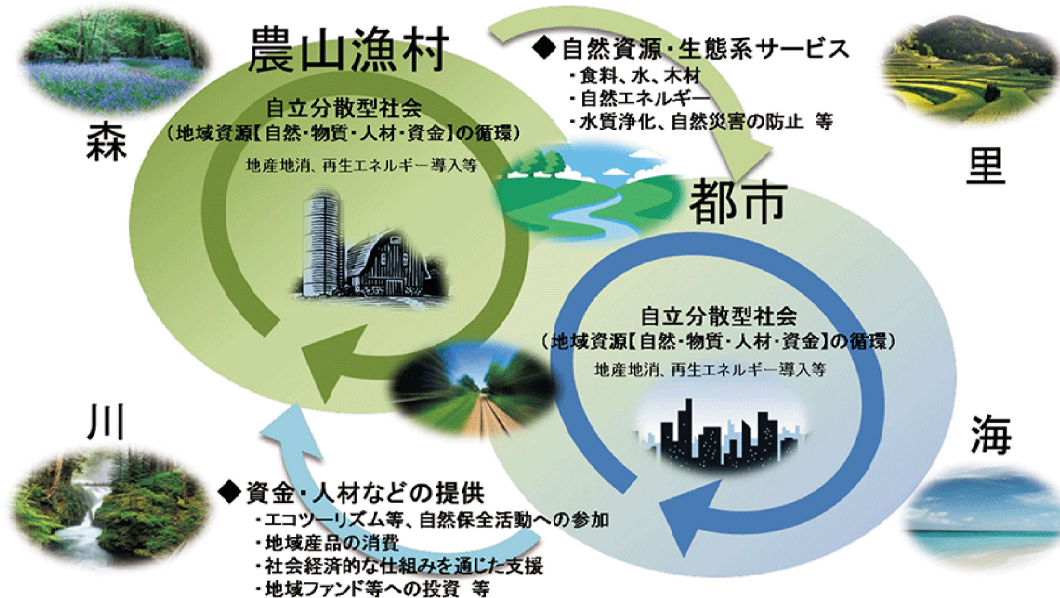 農山漁村
◆自然資源・生態系サービス
・食料、水、木材
・自然エネルギー
・水質浄化、自然災害の防止 等
森
里
自立分散型社会
(地域資源【自然・物質・人材・資金】の循環)
地産地消、再生エネルギー導入等
都市
自立分散型社会
(地域資源【自然・物質・人材・資金】の循環)
地産地消、再生エネルギー導入等
川
海
◆資金・人材などの提供
・エコツーリズム等、自然保全活動への参加
・地域産品の消費
・社会経済的な仕組みを通じた支援
・地域ファンド等への投資 等